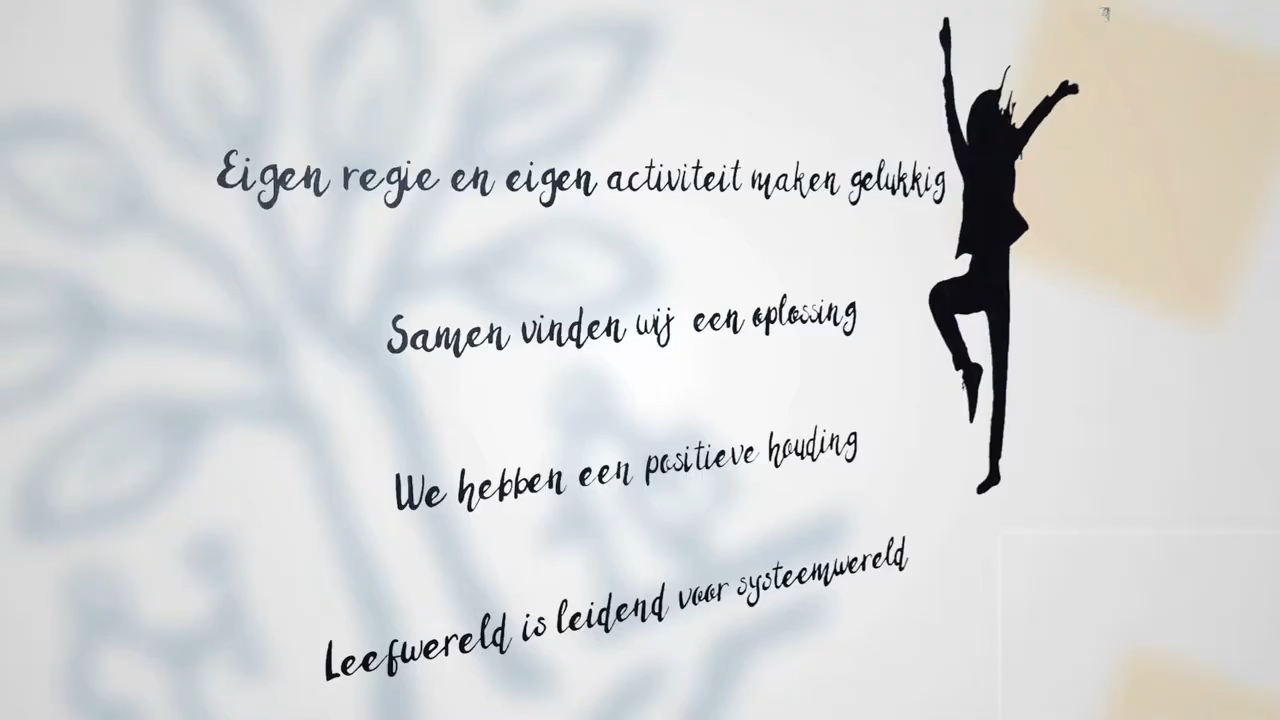 Eigen regie en eigen activiteit maken gelukkig
Samen vinden wij een oplossing
We hebben een positieve houding
Leefwereld is leidend voor systeemwereld